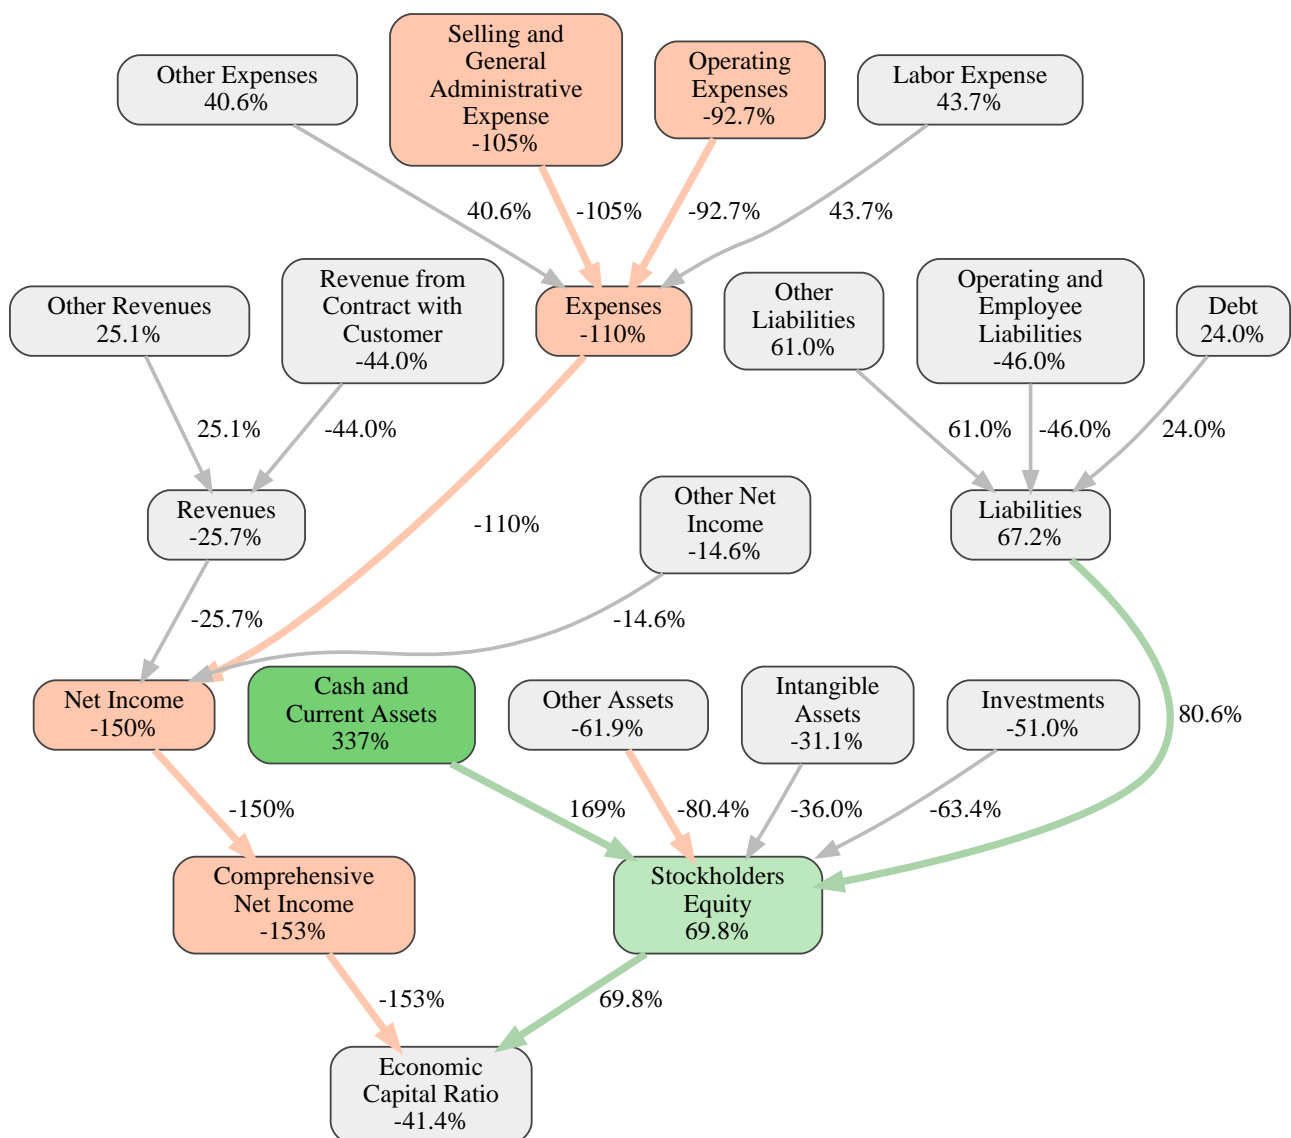 Other Expenses
40.6%
Selling and
General
Administrative
Expense
-105%
Operating
Expenses
-92.7%
Labor Expense
43.7%
40.6%
-105%
-92.7%
43.7%
Other Revenues
25.1%
Revenue from
Contract with
Customer
-44.0%
Expenses
-110%
Other
Liabilities
61.0%
Operating and
Employee
Liabilities
-46.0%
Debt
24.0%
25.1%
-44.0%
61.0%
-46.0%
24.0%
Revenues
-25.7%
-110%
Other Net
Income
-14.6%
Liabilities
67.2%
-25.7%
-14.6%
Net Income
-150%
Cash and
Current Assets
337%
Other Assets
-61.9%
Intangible
Assets
-31.1%
Investments
-51.0%
80.6%
-150%
169%
-80.4%
-36.0%
-63.4%
Comprehensive
Net Income
-153%
Stockholders
Equity
69.8%
-153%
69.8%
Economic
Capital Ratio
-41.4%